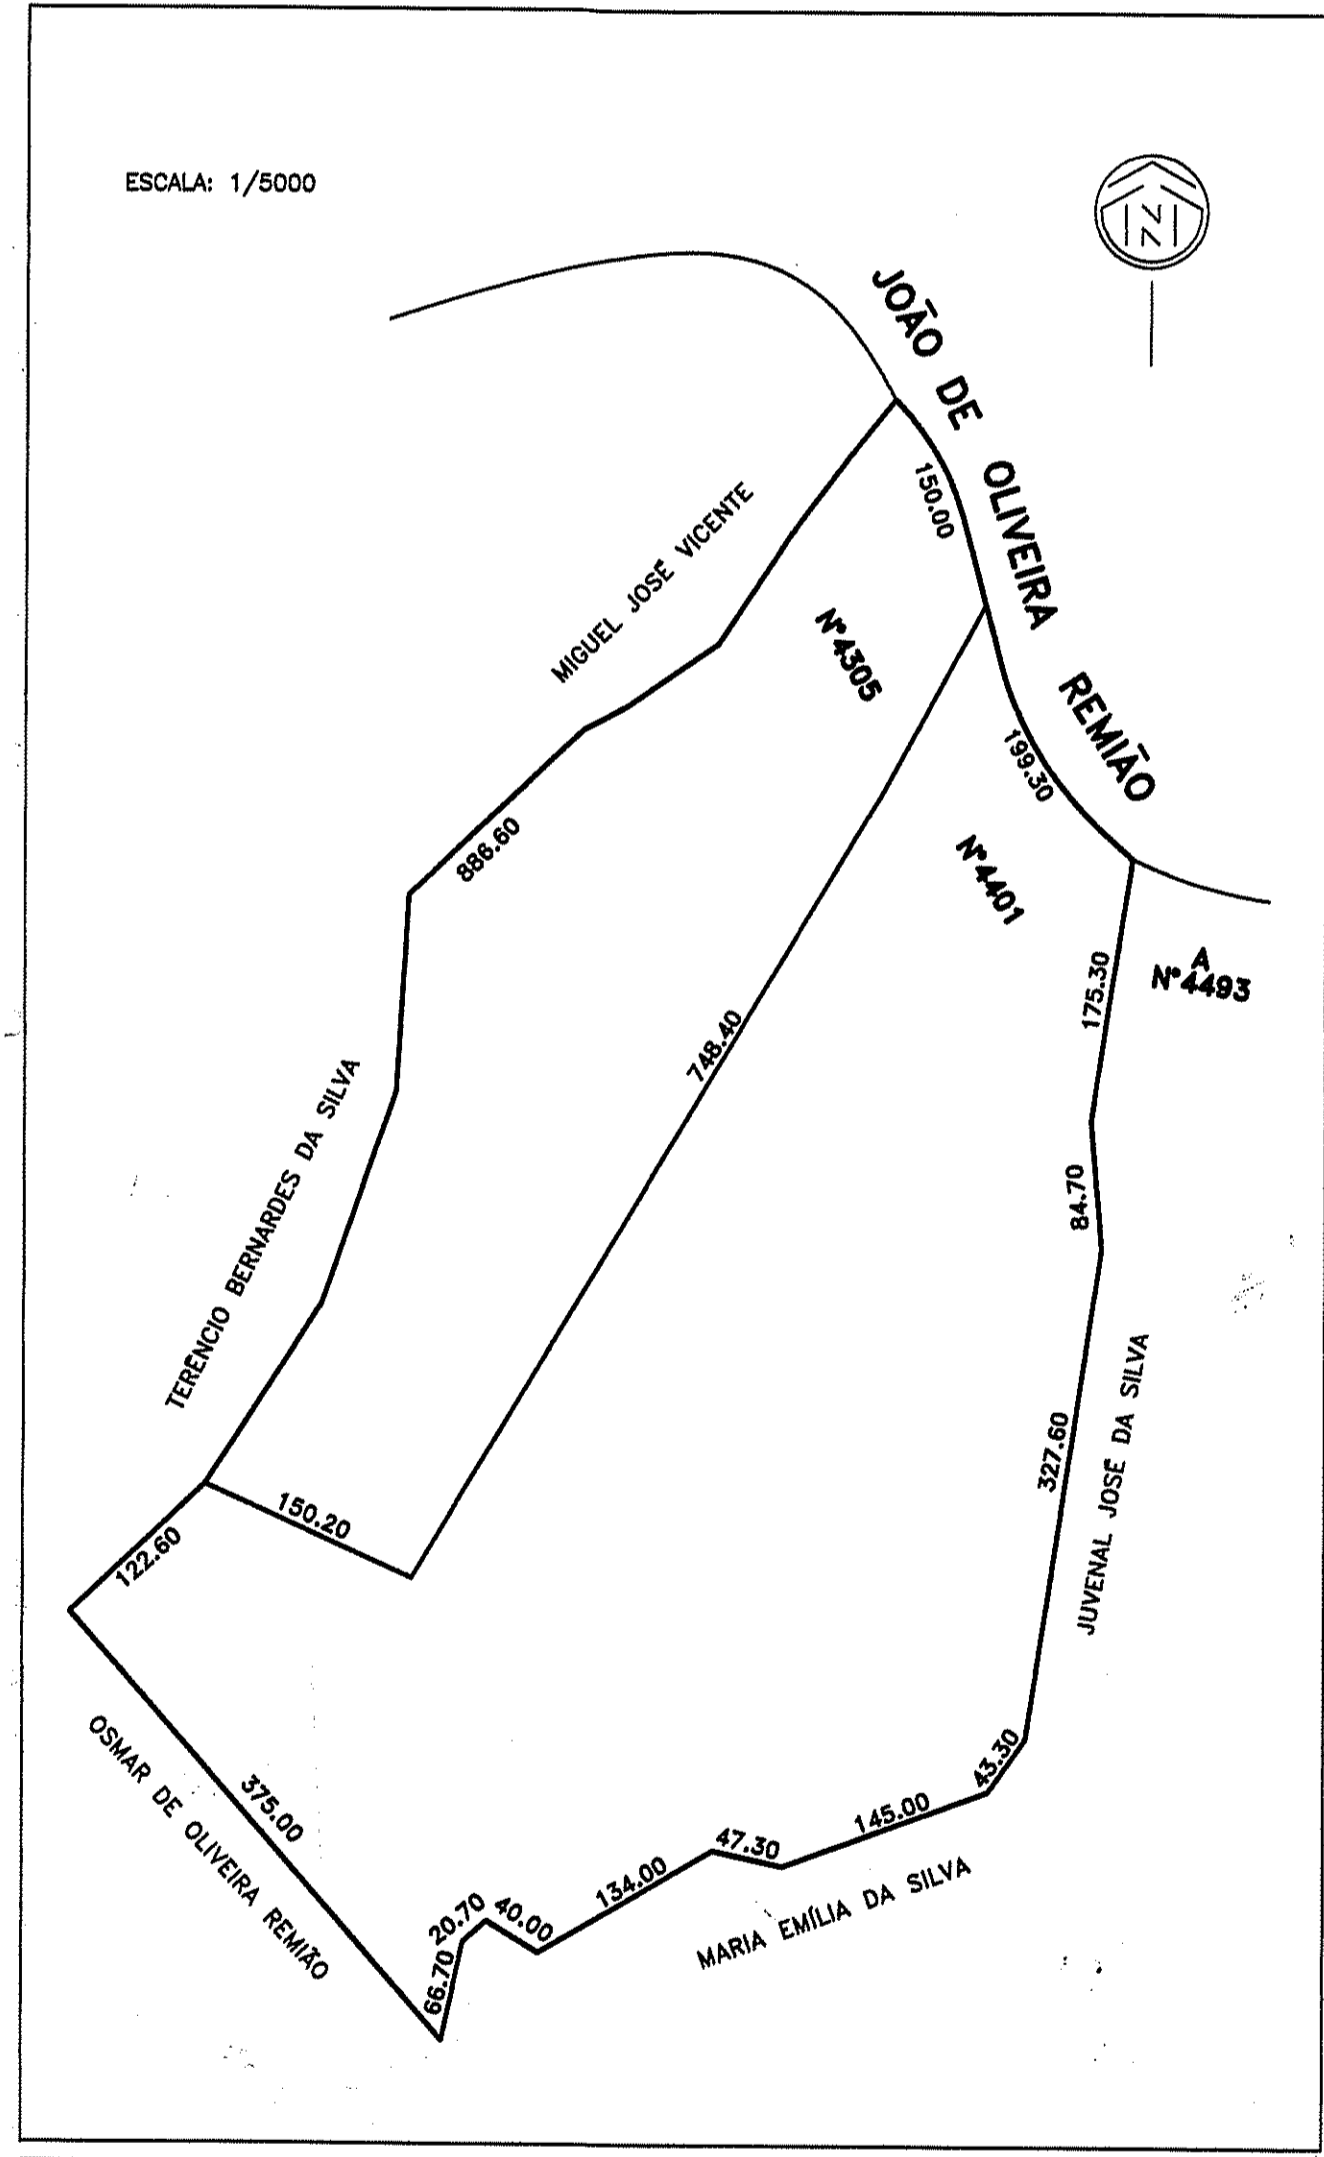 ESCALA: 1/5000
JOÃO DE OLIVEIRA REMIÃO
150.00
MIGUEL JOSÉ VICENTE
Nº4305
199.30
886.60
Nº4401
A
Nº4493
175.30
748.40
TERÊNCIO BERNARDES DA SILVA
84.70
JUVENAL JOSÉ DA SILVA
327.60
150.20
122.60
43.30
OSMAR DE OLIVEIRA REMIÃO
375.00
145.00
47.30
134.00
MARIA EMÍLIA DA SILVA
20.70
40.00
66.70